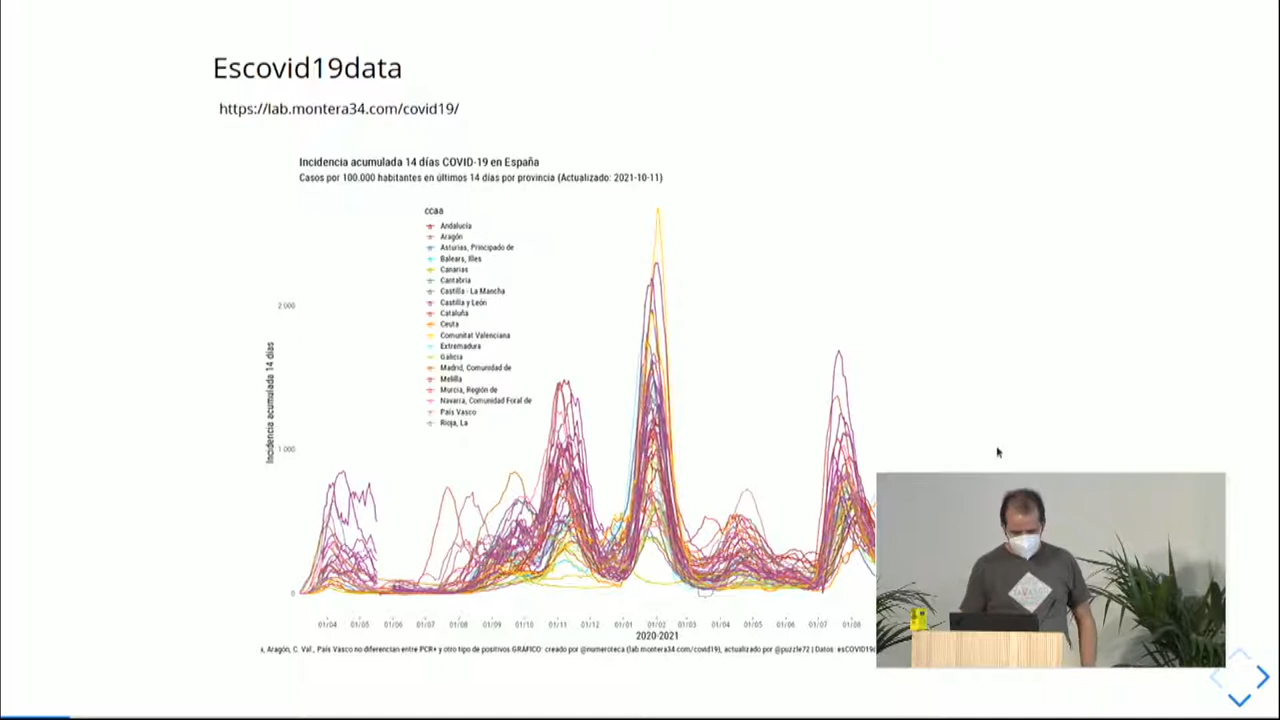 Escovid19data
https://lab.montera34.com/covid19/
Incidencia acumulada 14 días COVID-19 en España
Casos por 100.000 habitantes en últimos 14 días por provincia (Actualizado: 2021-10-11)
ccaa
Andalucía
Aragón
Asturias, Principado de
Balears, Illes
Canarias
Cantabria
Castilla - La Mancha
Castilla y León
Cataluña
Ceuta
Comunitat Valenciana
Extremadura
Galicia
Madrid, Comunidad de
Melilla
Murcia, Región de
Navarra, Comunidad Foral de
País Vasco
Rioja, La
Incidencia acumulada 14 días
2 000
1 000
0
01/04 01/05 01/06 01/07 01/08 01/09 01/10 01/11 01/12 01/01 01/02 01/03 01/04 01/05 01/06 01/07 01/08
2020-2021
, Aragón, C. Val., País Vasco no diferencian entre PCR+ y otro tipo de positivos GRÁFICO: creado por @numeroteca (lab.montera34.com/covid19), actualizado por @puzzle72 | Datos: esCOVID19d